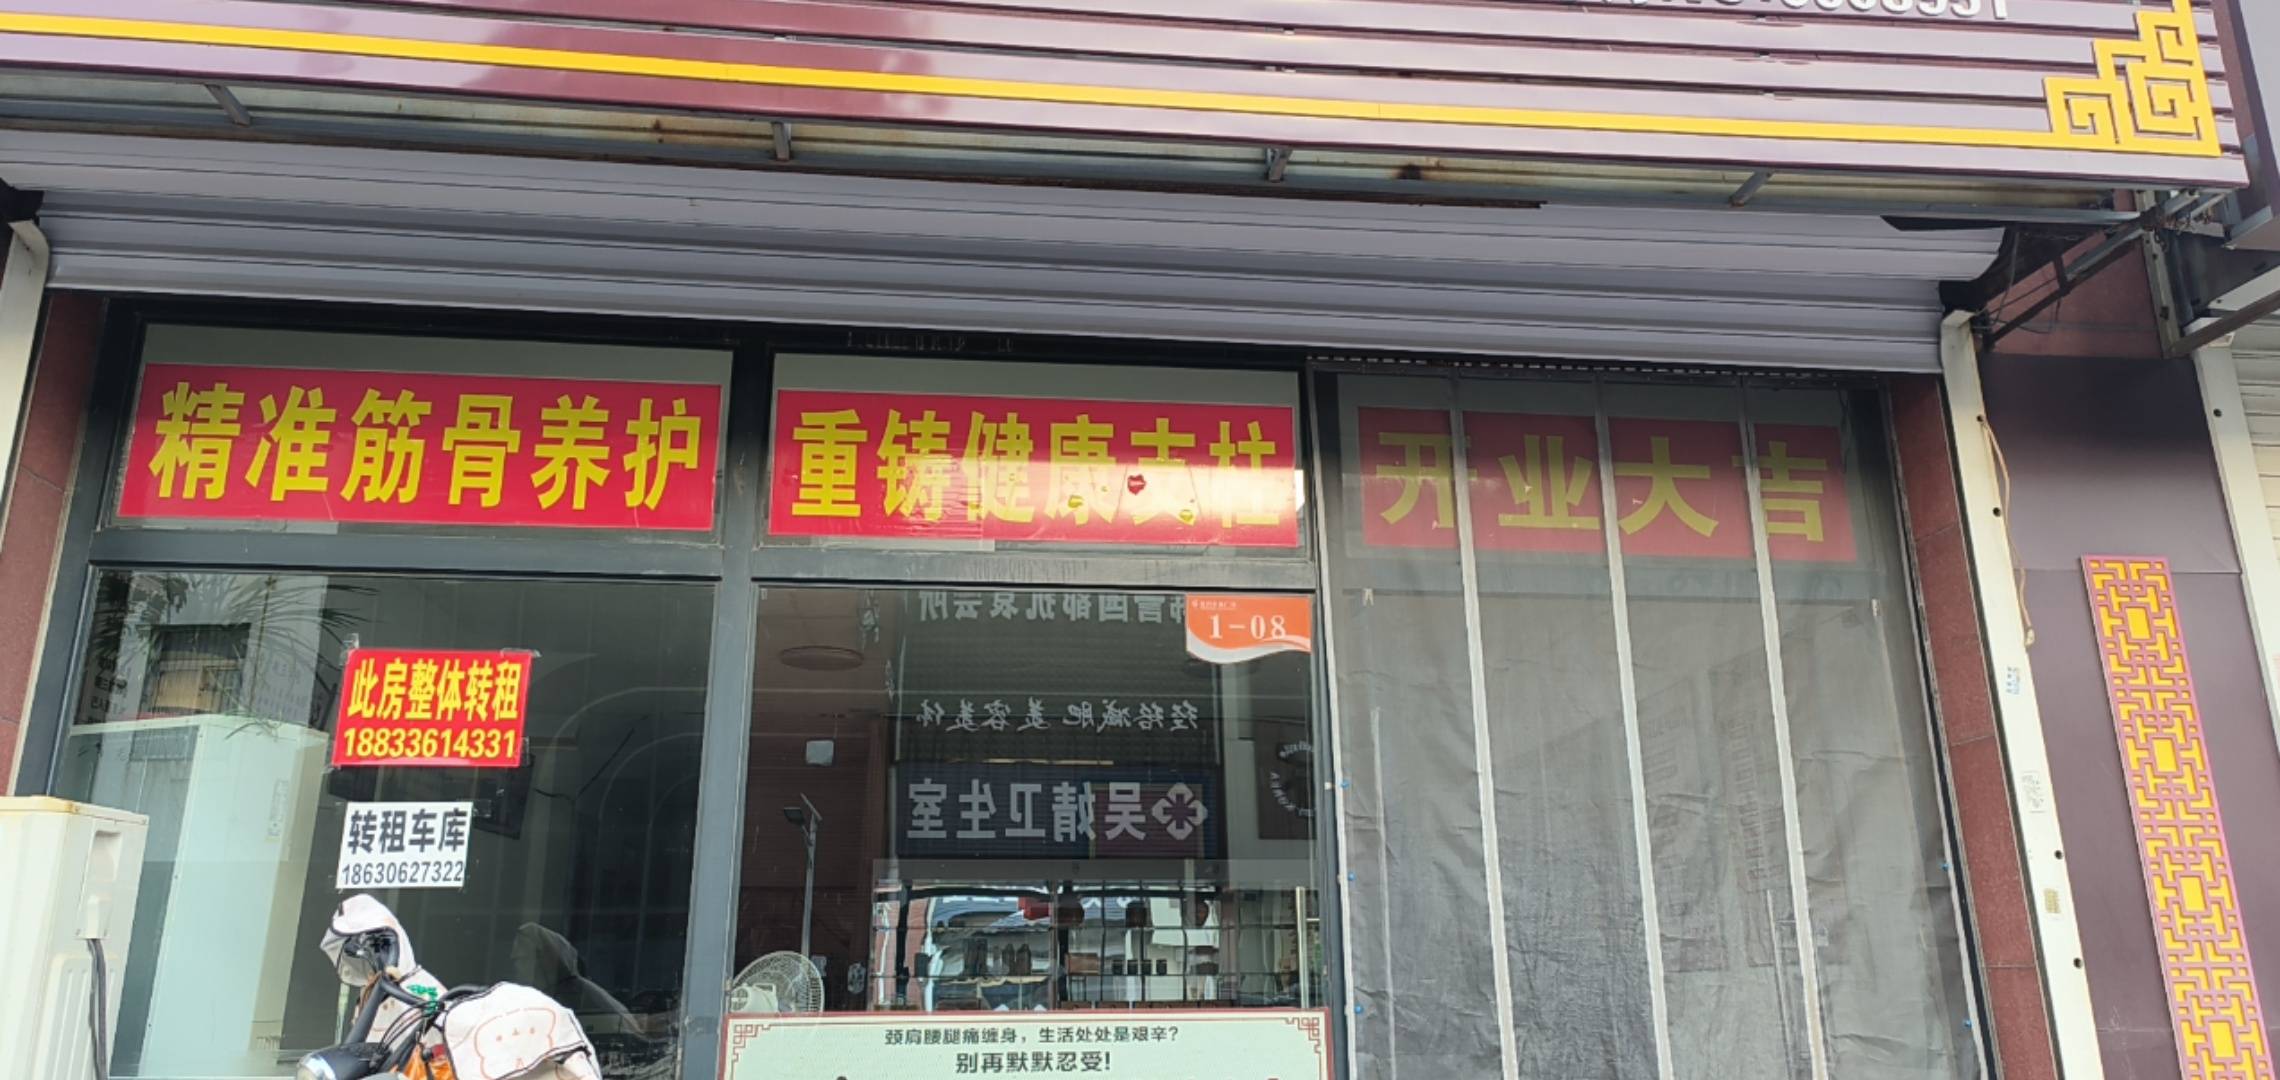 精准筋骨养护
重铸健康支柱
开业大吉
1-08
此房整体转租
18833614331
转租车库
18630627322
经络减肥 美容美体
吴婧卫生室
颈肩腰腿痛缠身，生活处处是艰辛？
别再默默忍受！